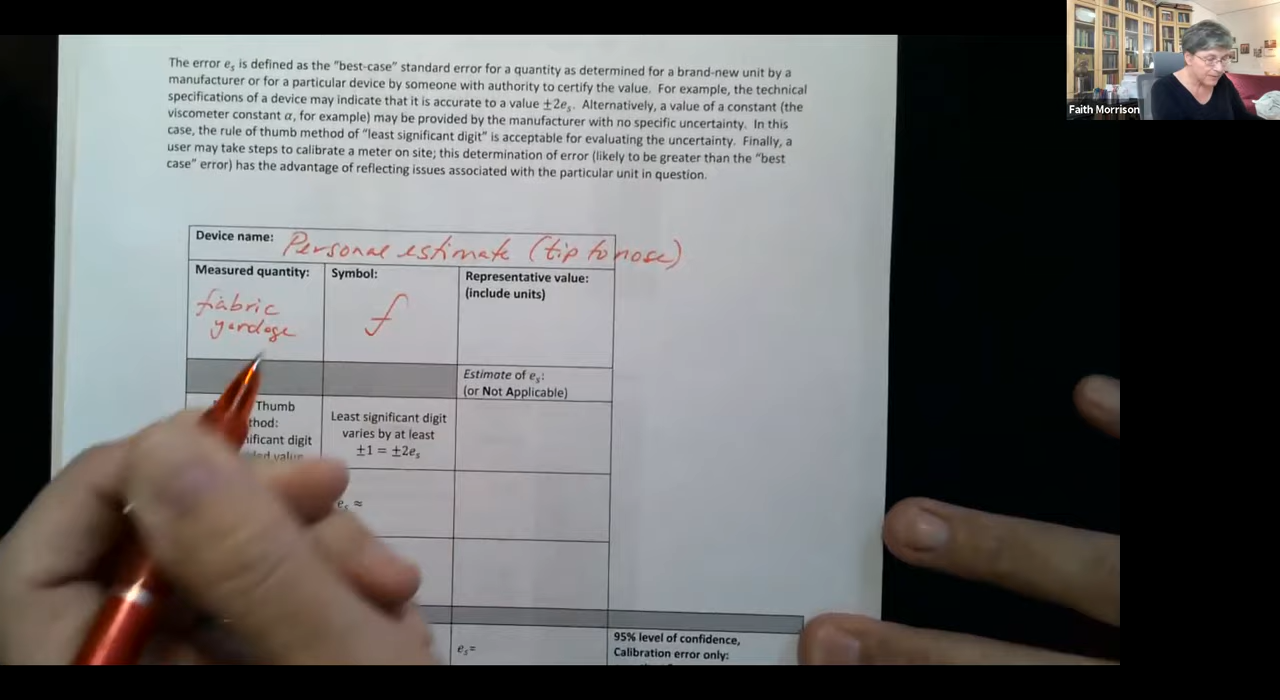 The error eₛ is defined as the "best-case" standard error for a quantity as determined for a brand-new unit by a
manufacturer or for a particular device by someone with authority to certify the value. For example, the technical
specifications of a device may indicate that it is accurate to a value ±2eₛ. Alternatively, a value of a constant (the
viscometer constant α, for example) may be provided by the manufacturer with no specific uncertainty. In this
case, the rule of thumb method of "least significant digit" is acceptable for evaluating the uncertainty. Finally, a
user may take steps to calibrate a meter on site; this determination of error (likely to be greater than the "best
case" error) has the advantage of reflecting issues associated with the particular unit in question.
Faith Morrison
Device name: Personal estimate (tip to nose)
Measured quantity:
fabric
yardage
Symbol:
f
Representative value:
(include units)
Estimate of eₛ:
(or Not Applicable)
Thumb
digit
Least significant digit
varies by at least
±1 = ±2eₛ
eₛ ≈
eₛ=
95% level of confidence,
Calibration error only: